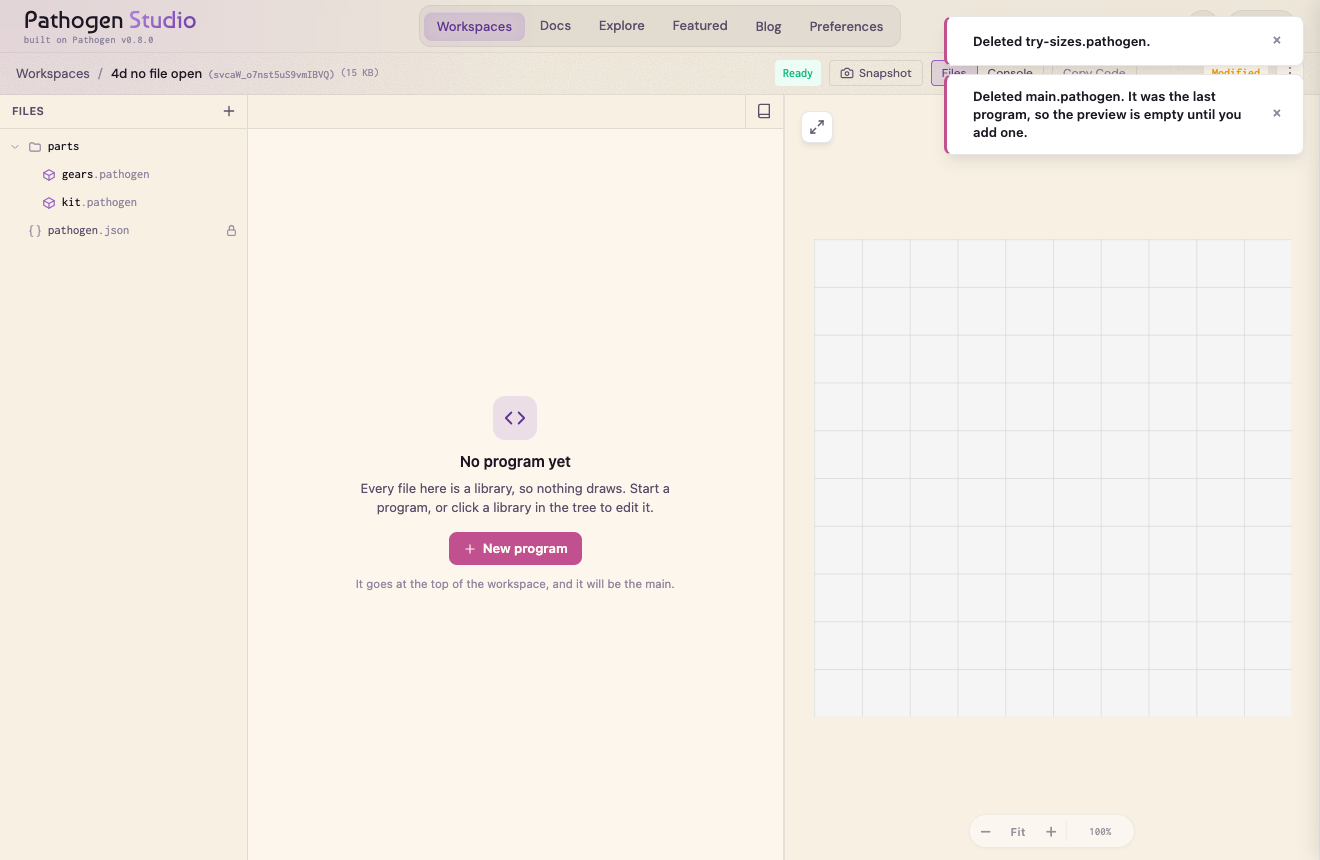 Pathogen Studio
built on Pathogen v0.8.0
Workspaces
Docs
Explore
Featured
Blog
Preferences
Workspaces / 4d no file open (svcaW_o7nst5uS9vmIBVQ) (15 KB)
Ready
Snapshot
Files
Console
Copy Code
Modified
Deleted try-sizes.pathogen.
Deleted main.pathogen. It was the last
program, so the preview is empty until you
add one.
FILES
parts
gears.pathogen
kit.pathogen
{} pathogen.json
No program yet
Every file here is a library, so nothing draws. Start a
program, or click a library in the tree to edit it.
+ New program
It goes at the top of the workspace, and it will be the main.
Fit
100%